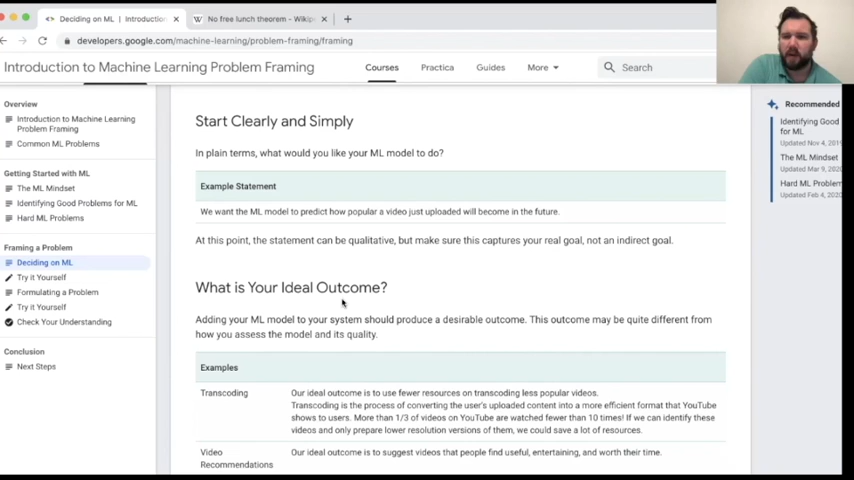 Deciding on ML | Introduction
No free lunch theorem - Wikip
developers.google.com/machine-learning/problem-framing/framing
Introduction to Machine Learning Problem Framing
Courses
Practica
Guides
More
Search
Overview
Introduction to Machine Learning
Problem Framing
Common ML Problems
Getting Started with ML
The ML Mindset
Identifying Good Problems for ML
Hard ML Problems
Framing a Problem
Deciding on ML
Try it Yourself
Formulating a Problem
Try it Yourself
Check Your Understanding
Conclusion
Next Steps
Start Clearly and Simply
In plain terms, what would you like your ML model to do?
Example Statement
We want the ML model to predict how popular a video just uploaded will become in the future.
At this point, the statement can be qualitative, but make sure this captures your real goal, not an indirect goal.
What is Your Ideal Outcome?
Adding your ML model to your system should produce a desirable outcome. This outcome may be quite different from
how you assess the model and its quality.
Examples
Transcoding
Our ideal outcome is to use fewer resources on transcoding less popular videos.
Transcoding is the process of converting the user's uploaded content into a more efficient format that YouTube
shows to users. More than 1/3 of videos on YouTube are watched fewer than 10 times! If we can identify these
videos and only prepare lower resolution versions of them, we could save a lot of resources.
Video
Recommendations
Our ideal outcome is to suggest videos that people find useful, entertaining, and worth their time.
Recommended
Identifying Good
for ML
Updated Nov 4, 201
The ML Mindset
Updated Mar 9, 202
Hard ML Problem
Updated Feb 4, 202